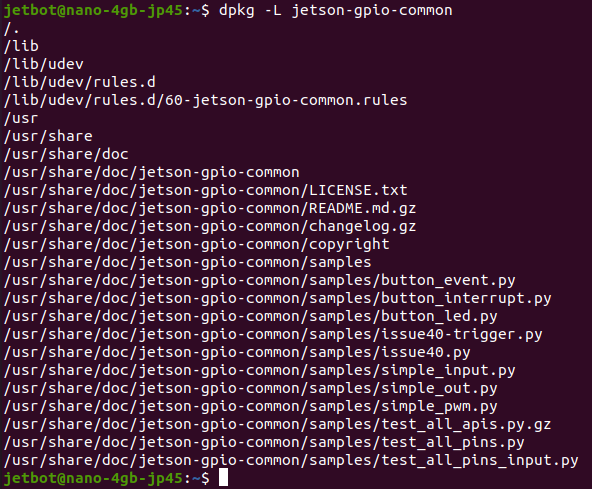 jetbot@nano-4gb-jp45:~$ dpkg -L jetson-gpio-common
/.
/lib
/lib/udev
/lib/udev/rules.d
/lib/udev/rules.d/60-jetson-gpio-common.rules
/usr
/usr/share
/usr/share/doc
/usr/share/doc/jetson-gpio-common
/usr/share/doc/jetson-gpio-common/LICENSE.txt
/usr/share/doc/jetson-gpio-common/README.md.gz
/usr/share/doc/jetson-gpio-common/changelog.gz
/usr/share/doc/jetson-gpio-common/copyright
/usr/share/doc/jetson-gpio-common/samples
/usr/share/doc/jetson-gpio-common/samples/button_event.py
/usr/share/doc/jetson-gpio-common/samples/button_interrupt.py
/usr/share/doc/jetson-gpio-common/samples/button_led.py
/usr/share/doc/jetson-gpio-common/samples/issue40-trigger.py
/usr/share/doc/jetson-gpio-common/samples/issue40.py
/usr/share/doc/jetson-gpio-common/samples/simple_input.py
/usr/share/doc/jetson-gpio-common/samples/simple_out.py
/usr/share/doc/jetson-gpio-common/samples/simple_pwm.py
/usr/share/doc/jetson-gpio-common/samples/test_all_apis.py.gz
/usr/share/doc/jetson-gpio-common/samples/test_all_pins.py
/usr/share/doc/jetson-gpio-common/samples/test_all_pins_input.py
jetbot@nano-4gb-jp45:~$